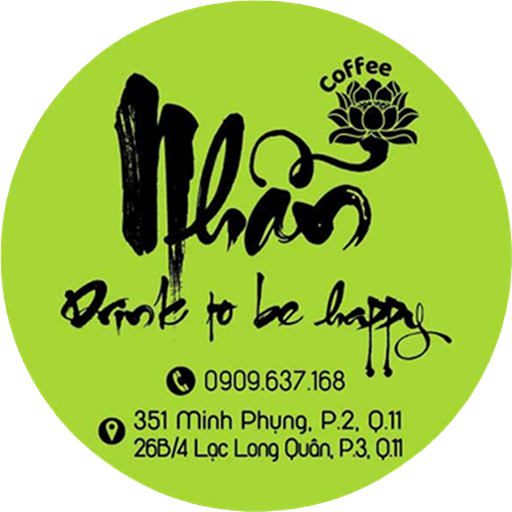 Coffee
Nhãn
Drink to be happy
0909.637.168
351 Minh Phụng, P.2, Q.11
26B/4 Lạc Long Quân, P.3, Q.11